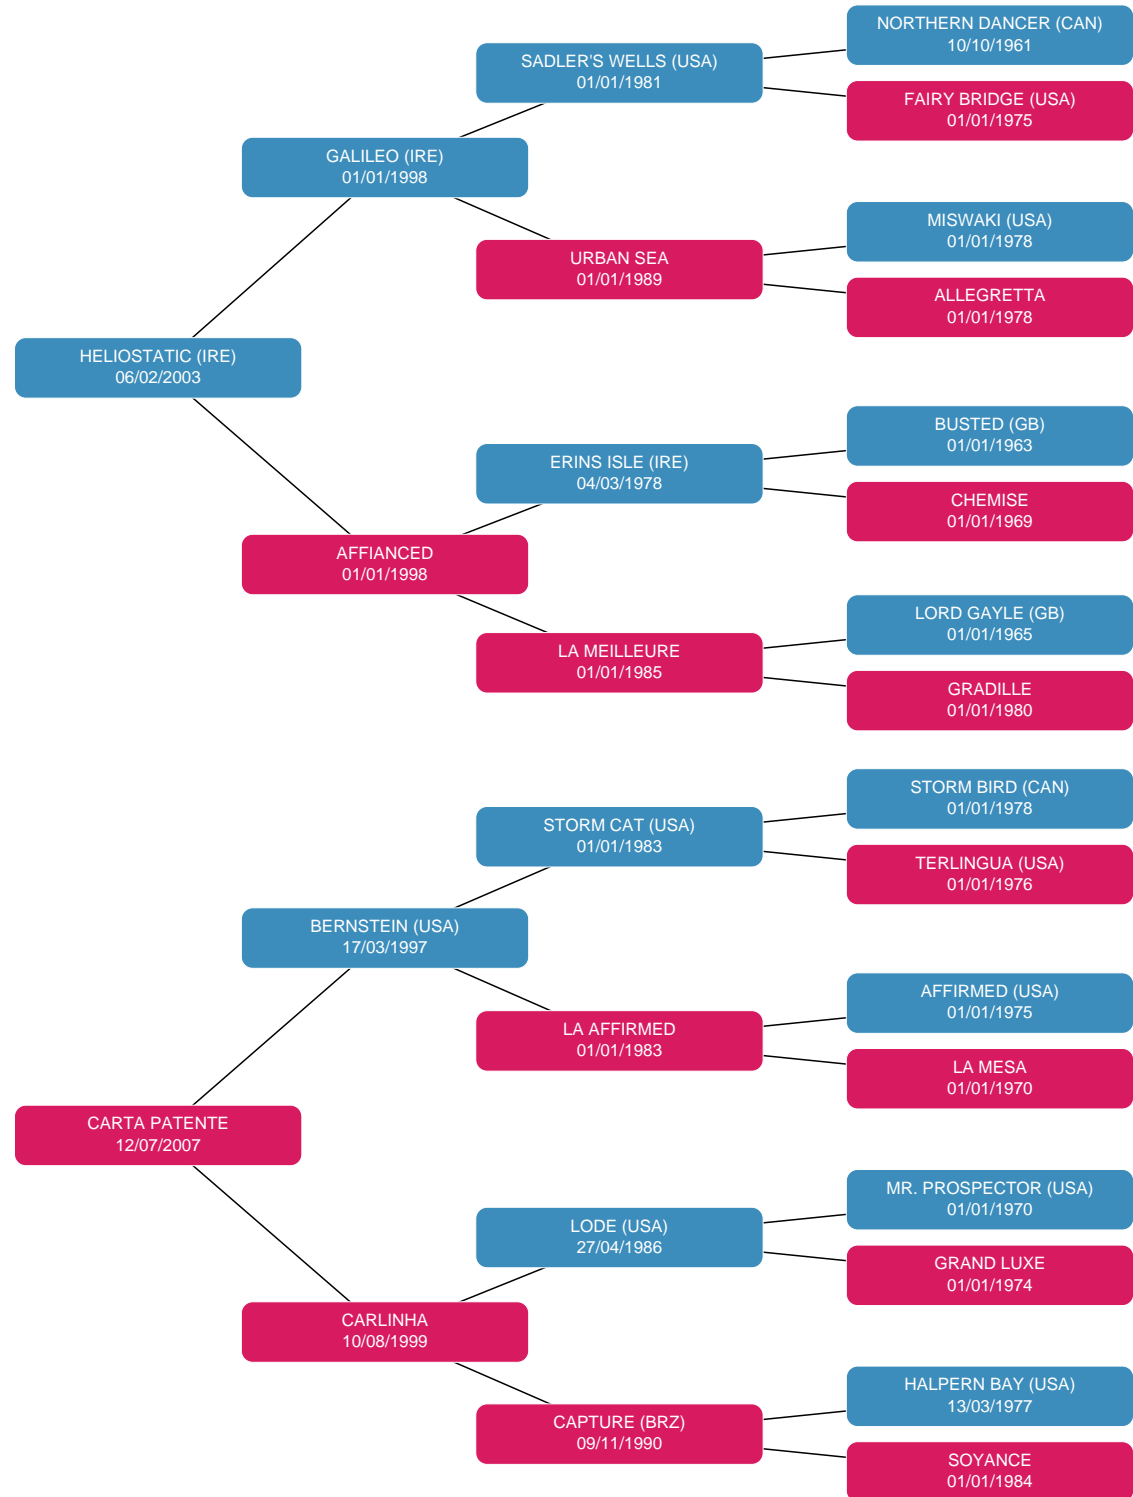 NORTHERN DANCER (CAN)
10/10/1961
SADLER'S WELLS (USA)
01/01/1981
FAIRY BRIDGE (USA)
01/01/1975
GALILEO (IRE)
01/01/1998
MISWAKI (USA)
01/01/1978
URBAN SEA
01/01/1989
ALLEGRETTA
01/01/1978
HELIOSTATIC (IRE)
06/02/2003
BUSTED (GB)
01/01/1963
ERINS ISLE (IRE)
04/03/1978
CHEMISE
01/01/1969
AFFIANCED
01/01/1998
LORD GAYLE (GB)
01/01/1965
LA MEILLEURE
01/01/1985
GRADILLE
01/01/1980
STORM BIRD (CAN)
01/01/1978
STORM CAT (USA)
01/01/1983
TERLINGUA (USA)
01/01/1976
BERNSTEIN (USA)
17/03/1997
AFFIRMED (USA)
01/01/1975
LA AFFIRMED
01/01/1983
LA MESA
01/01/1970
CARTA PATENTE
12/07/2007
MR. PROSPECTOR (USA)
01/01/1970
LODE (USA)
27/04/1986
GRAND LUXE
01/01/1974
CARLINHA
10/08/1999
HALPERN BAY (USA)
13/03/1977
CAPTURE (BRZ)
09/11/1990
SOYANCE
01/01/1984